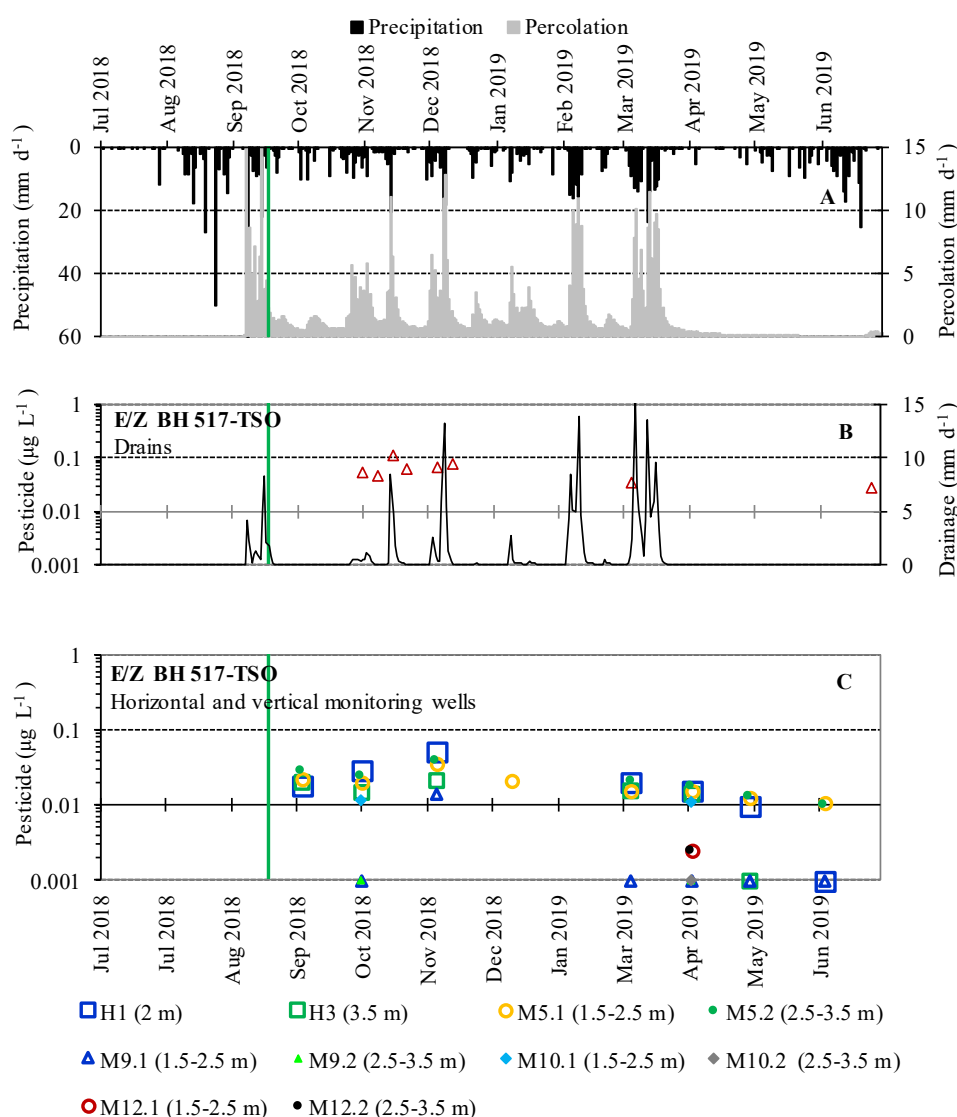 Precipitation Percolation
Jul 2018 Aug 2018 Sep 2018 Oct 2018 Nov 2018 Dec 2018 Jan 2019 Feb 2019 Mar 2019 Apr 2019 May 2019 Jun 2019
Precipitation (mm d⁻¹)
0
20
40
60
A
15
10
5
0
Percolation (mm d⁻¹)
Pesticide (µg L⁻¹)
1
0.1
0.01
0.001
E/Z BH 517-TSO
Drains
B
15
10
5
0
Drainage (mm d⁻¹)
Pesticide (µg L⁻¹)
1
0.1
0.01
0.001
E/Z BH 517-TSO
Horizontal and vertical monitoring wells
C
Jul 2018 Jul 2018 Aug 2018 Sep 2018 Oct 2018 Nov 2018 Dec 2018 Jan 2019 Mar 2019 Apr 2019 May 2019 Jun 2019
H1 (2 m) H3 (3.5 m) M5.1 (1.5-2.5 m) M5.2 (2.5-3.5 m)
M9.1 (1.5-2.5 m) M9.2 (2.5-3.5 m) M10.1 (1.5-2.5 m) M10.2 (2.5-3.5 m)
M12.1 (1.5-2.5 m) M12.2 (2.5-3.5 m)